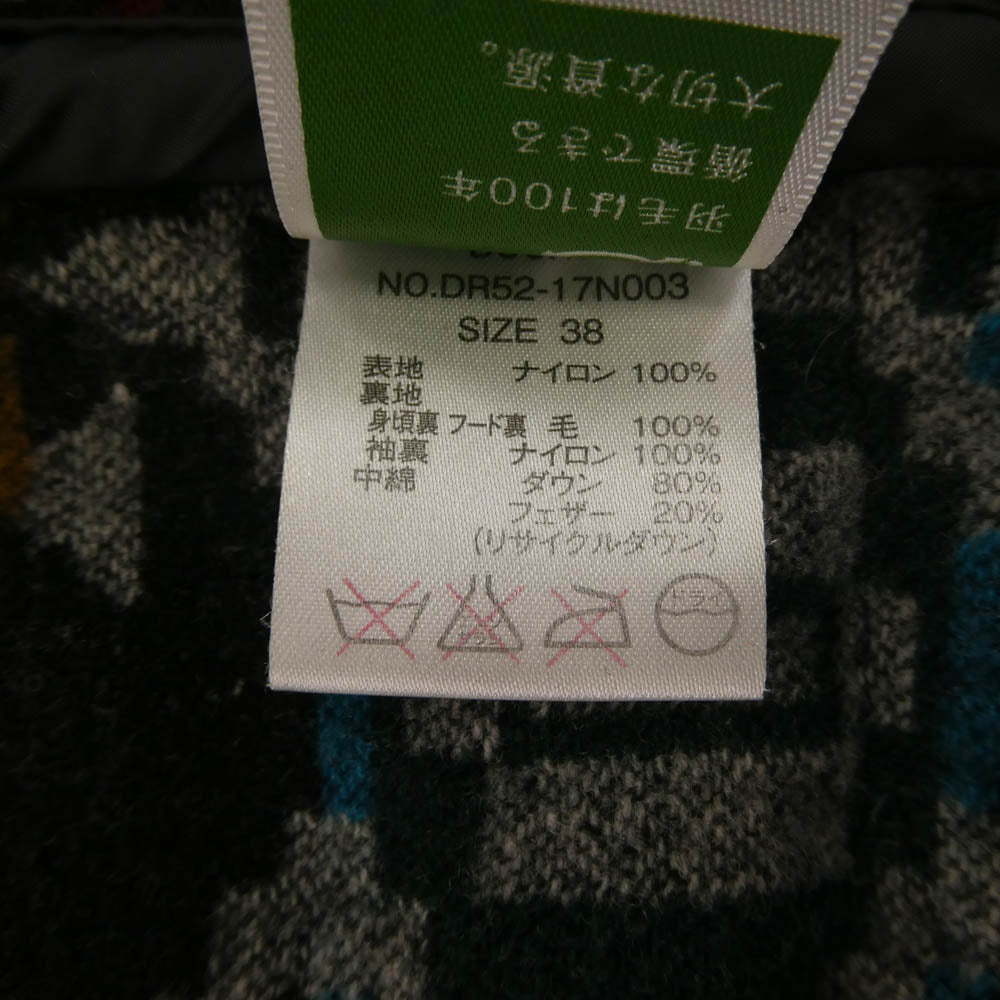 羽毛は100年
循環できる
大切な資源。
NO.DR52-17N003
SIZE 38
表地 ナイロン 100%
裏地
身頃裏 フード裏 毛 100%
袖裏 ナイロン 100%
中綿 ダウン 80%
フェザー 20%
(リサイクルダウン)
ドライ